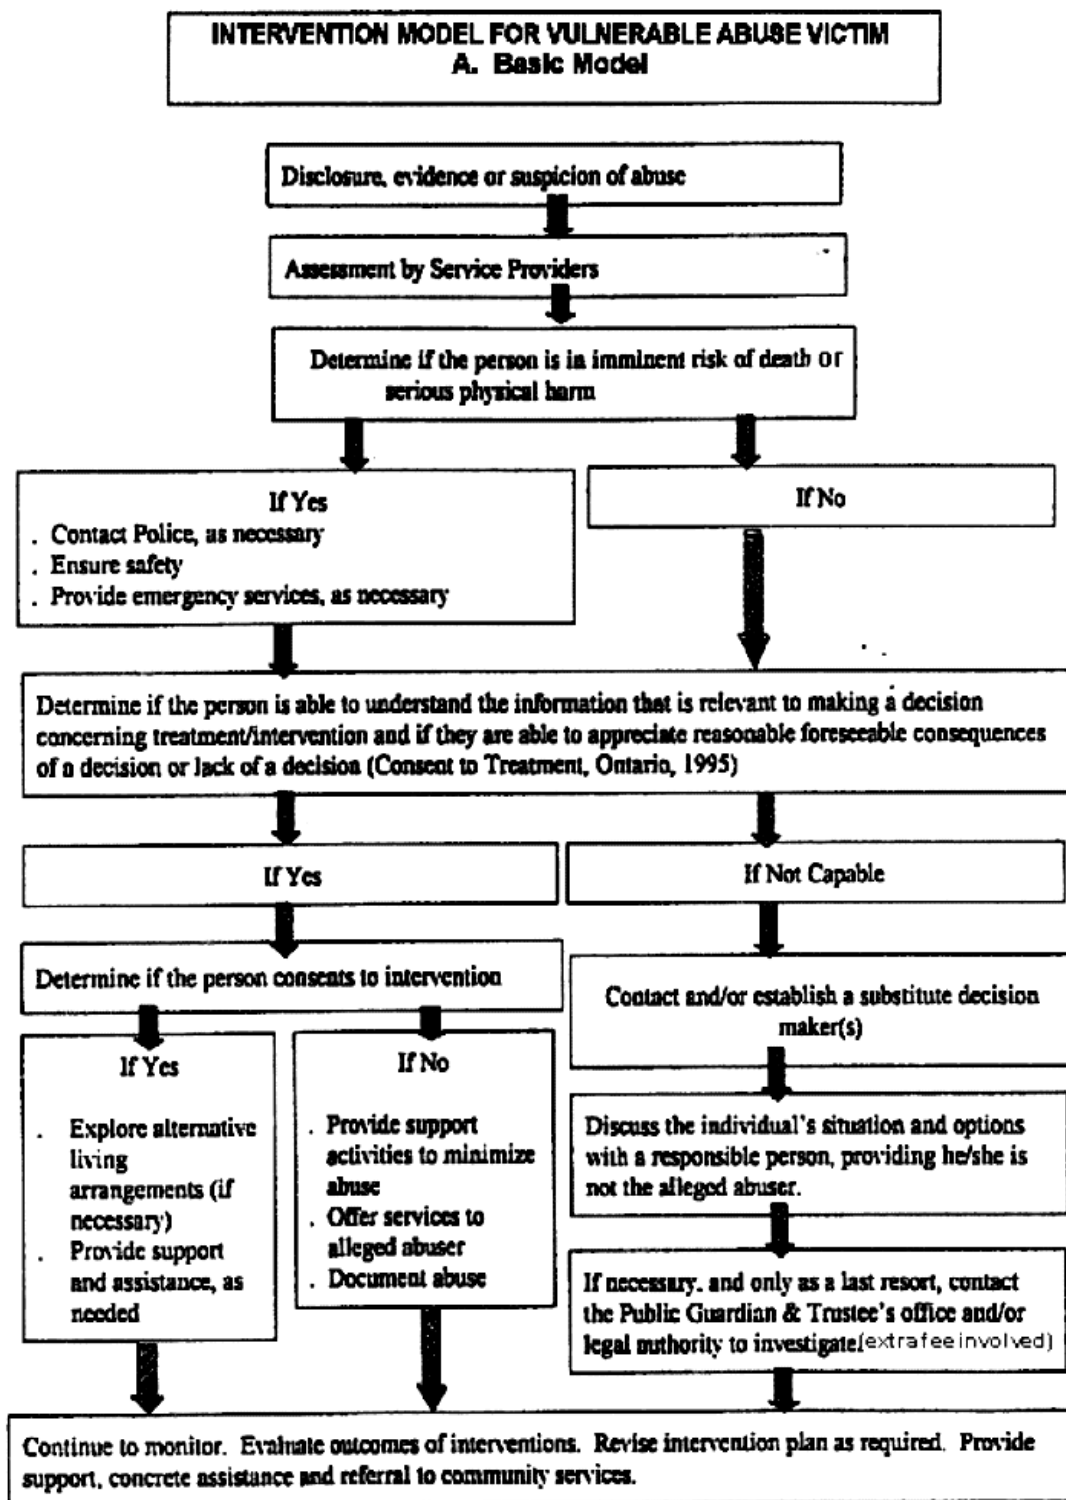 INTERVENTION MODEL FOR VULNERABLE ABUSE VICTIM
A. Basic Model
Disclosure, evidence or suspicion of abuse
Assessment by Service Providers
Determine if the person is in imminent risk of death or
serious physical harm
If Yes
. Contact Police, as necessary
. Ensure safety
. Provide emergency services, as necessary
If No
Determine if the person is able to understand the information that is relevant to making a decision
concerning treatment/intervention and if they are able to appreciate reasonable foreseeable consequences
of a decision or lack of a decision (Consent to Treatment, Ontario, 1995)
If Yes
If Not Capable
Determine if the person consents to intervention
If Yes
. Explore alternative
living
arrangements (if
necessary)
. Provide support
and assistance, as
needed
If No
. Provide support
activities to minimize
abuse
. Offer services to
alleged abuser
. Document abuse
Contact and/or establish a substitute decision
maker(s)
Discuss the individual's situation and options
with a responsible person, providing he/she is
not the alleged abuser.
If necessary, and only as a last resort, contact
the Public Guardian & Trustee's office and/or
legal authority to investigate(extra fee involved)
Continue to monitor. Evaluate outcomes of interventions. Revise intervention plan as required. Provide
support, concrete assistance and referral to community services.